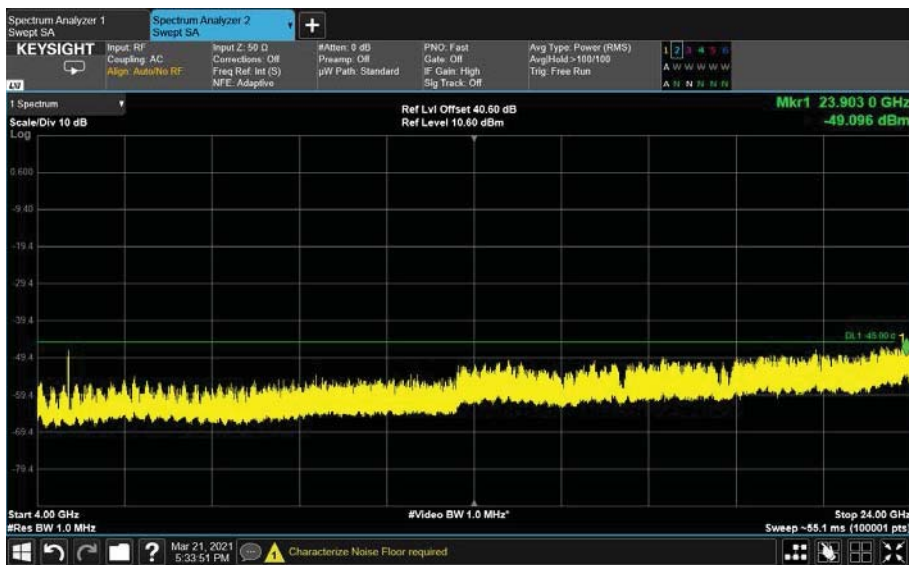 Spectrum Analyzer 1
Swept SA
Spectrum Analyzer 2
Swept SA
KEYSIGHT
Input: RF
Coupling: AC
Align: Auto/No RF
Input Z: 50 Ω
Corrections: Off
Freq Ref: Int (S)
NFE: Adaptive
#Atten: 0 dB
Preamp: Off
µW Path: Standard
PNO: Fast
Gate: Off
IF Gain: High
Sig Track: Off
Avg Type: Power (RMS)
Avg|Hold:>100/100
Trig: Free Run
1 2 3 4 5 6
A W W W W W
A N N N N N
LXI
1 Spectrum
Scale/Div 10 dB
Log
Ref Lvl Offset 40.60 dB
Ref Level 10.60 dBm
Mkr1 23.903 0 GHz
-49.096 dBm
0.600
-9.40
-19.4
-29.4
-39.4
-49.4
-59.4
-69.4
-79.4
1
Start 4.00 GHz
#Res BW 1.0 MHz
#Video BW 1.0 MHz*
Stop 24.00 GHz
Sweep ~55.1 ms (100001 pts)
Mar 21, 2021
5:33:51 PM
Characterize Noise Floor required